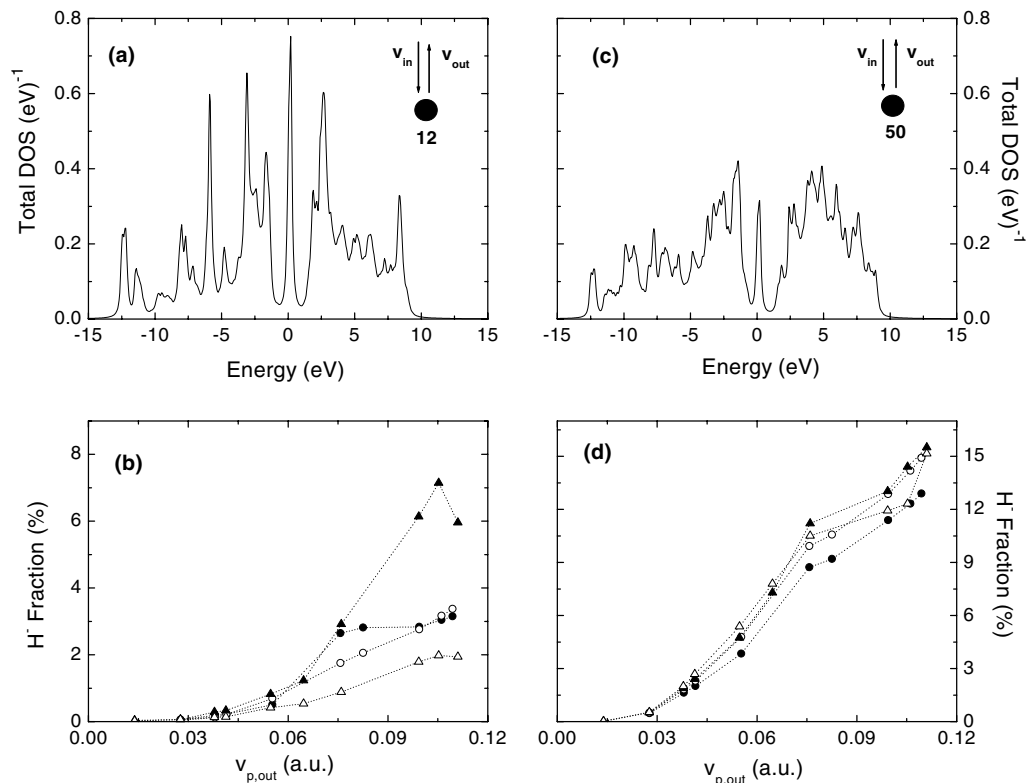 (a)
v_in v_out
12
0.8
0.6
0.4
0.2
0.0
Total DOS (eV)^-1
-15 -10 -5 0 5 10 15
Energy (eV)
(c)
v_in v_out
50
0.8
0.6
0.4
0.2
0.0
Total DOS (eV)^-1
-15 -10 -5 0 5 10 15
Energy (eV)
(b)
8
6
4
2
0
H^- Fraction (%)
0.00 0.03 0.06 0.09 0.12
v_p,out (a.u.)
(d)
15
12
9
6
3
0
H^- Fraction (%)
0.00 0.03 0.06 0.09 0.12
v_p,out (a.u.)